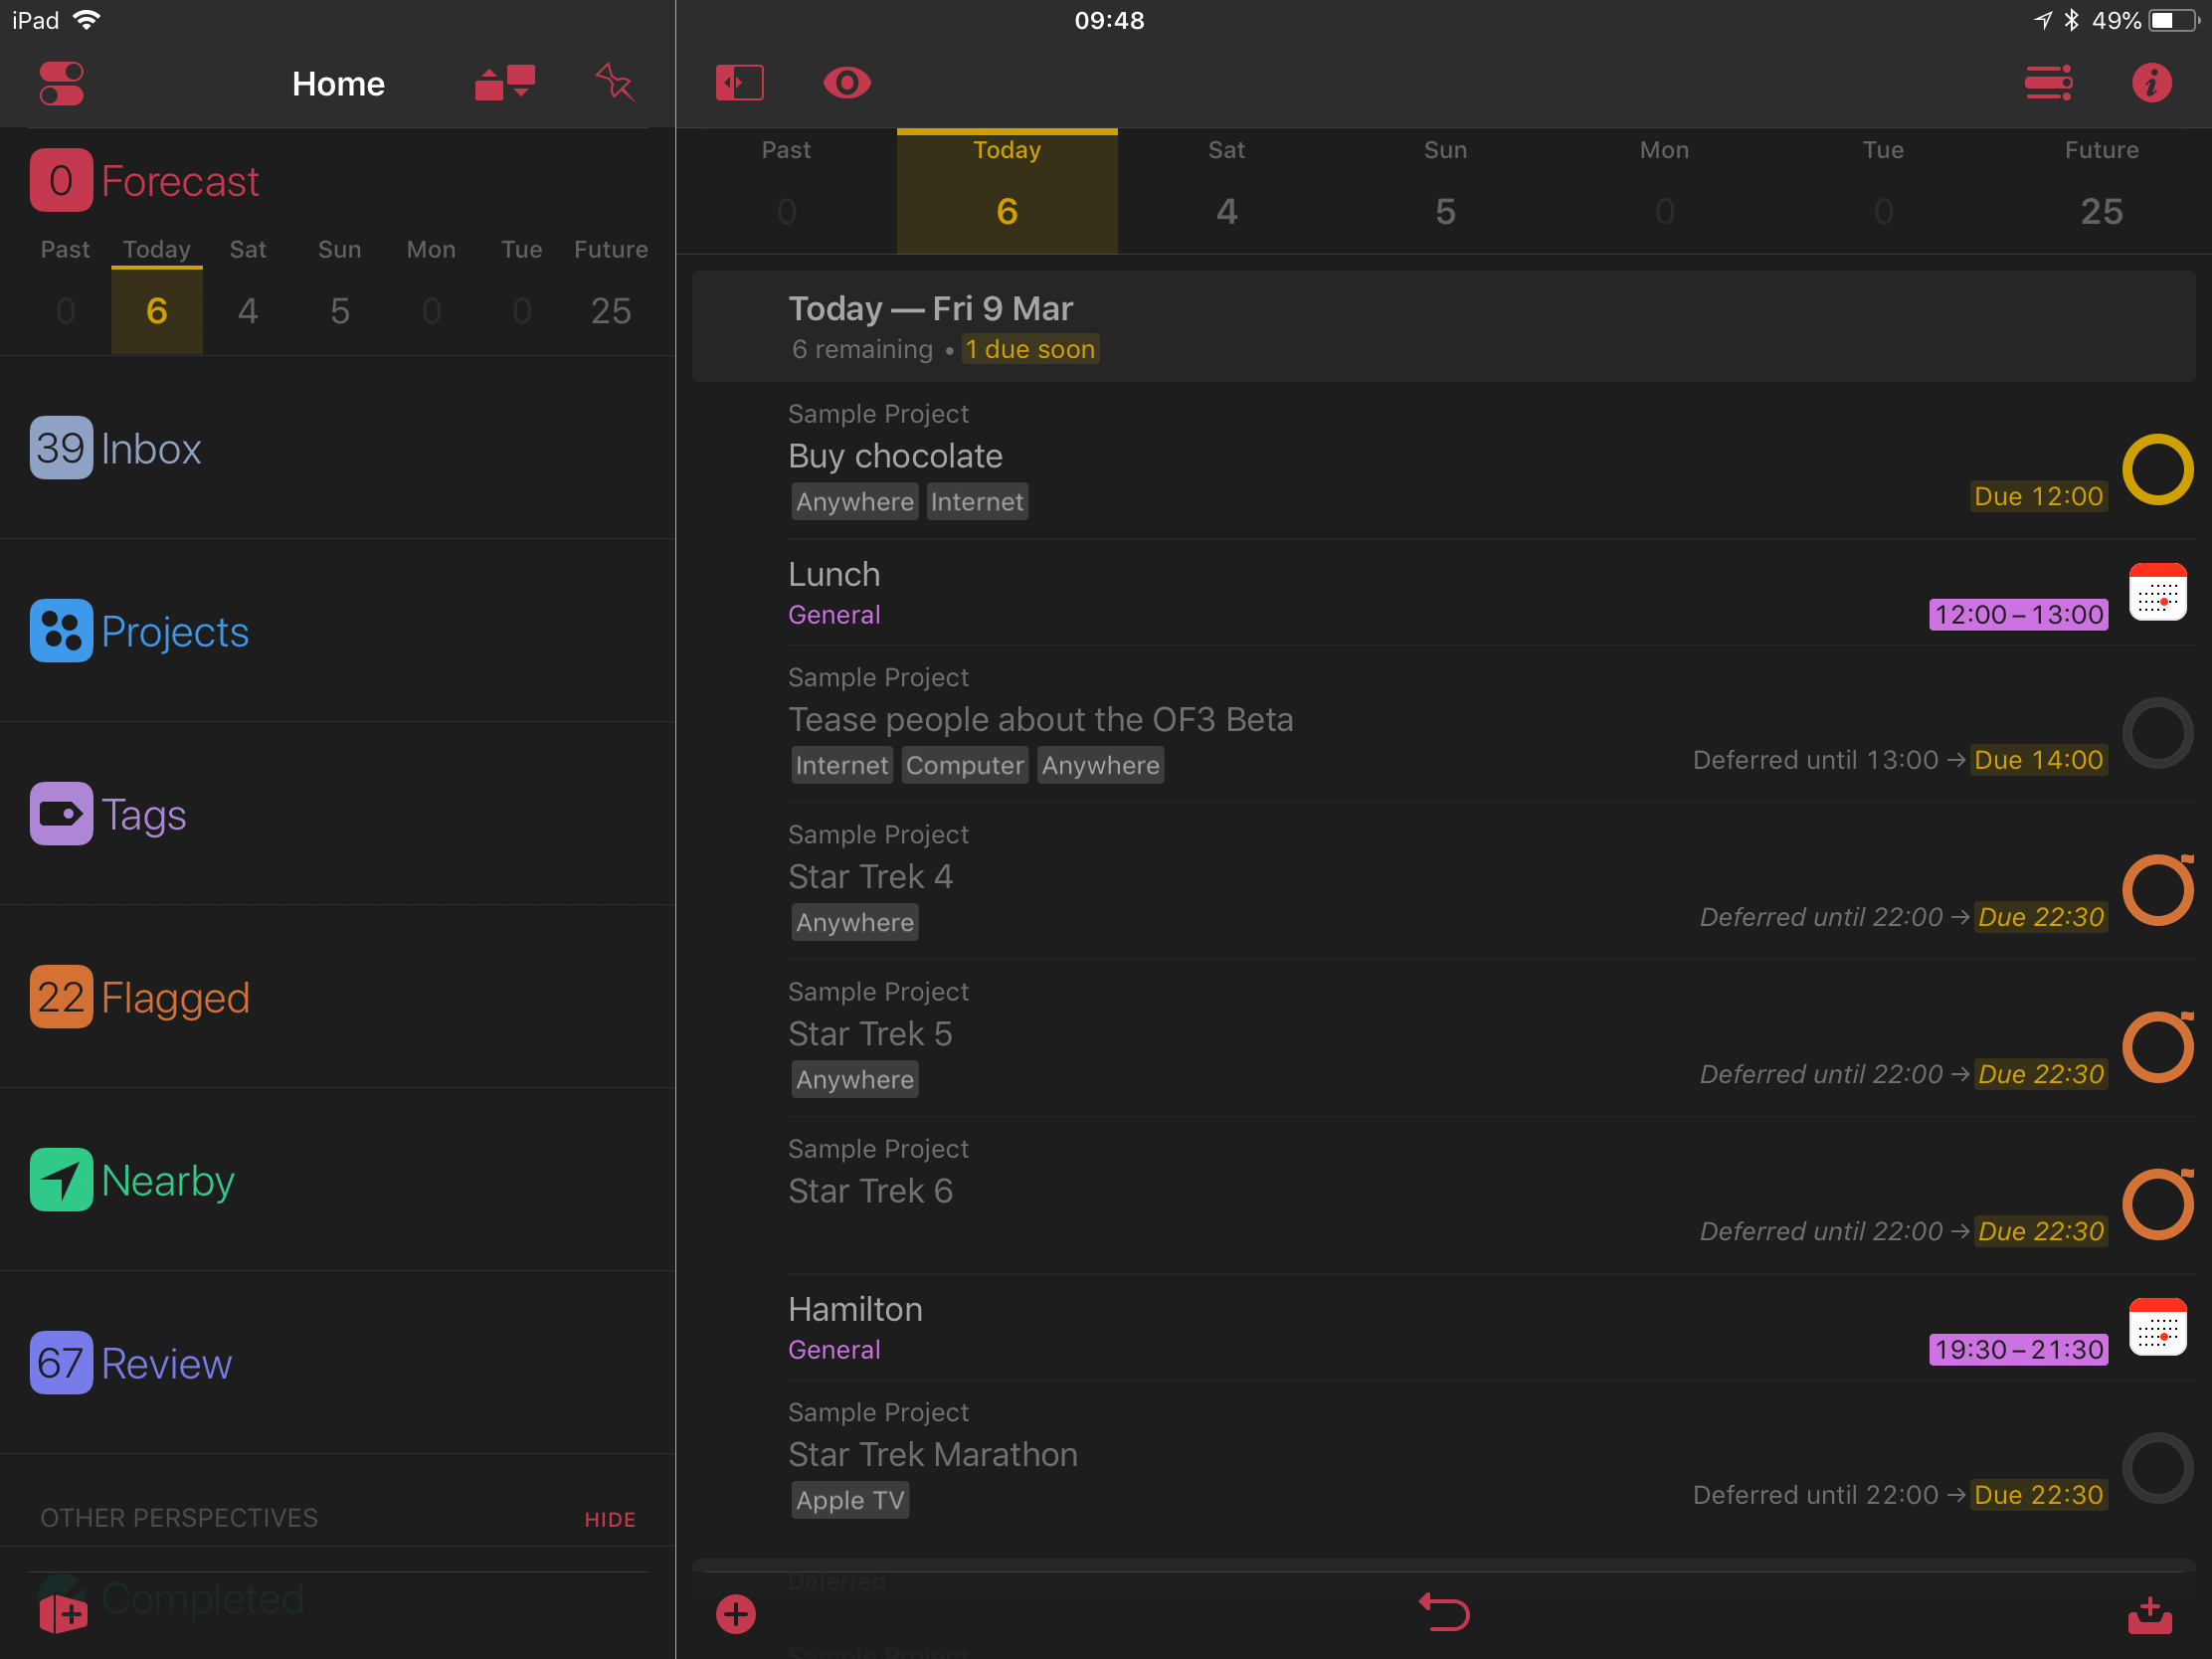 iPad
09:48
49%
Home
0 Forecast
Past Today Sat Sun Mon Tue Future
0 6 4 5 0 0 25
39 Inbox
Projects
Tags
22 Flagged
Nearby
67 Review
OTHER PERSPECTIVES HIDE
Completed
Past Today Sat Sun Mon Tue Future
0 6 4 5 0 0 25
Today — Fri 9 Mar
6 remaining • 1 due soon
Sample Project
Buy chocolate
Anywhere Internet
Due 12:00
Lunch
General
12:00 – 13:00
Sample Project
Tease people about the OF3 Beta
Internet Computer Anywhere
Deferred until 13:00 → Due 14:00
Sample Project
Star Trek 4
Anywhere
Deferred until 22:00 → Due 22:30
Sample Project
Star Trek 5
Anywhere
Deferred until 22:00 → Due 22:30
Sample Project
Star Trek 6
Deferred until 22:00 → Due 22:30
Hamilton
General
19:30 – 21:30
Sample Project
Star Trek Marathon
Apple TV
Deferred until 22:00 → Due 22:30
Deferred
Sample Project